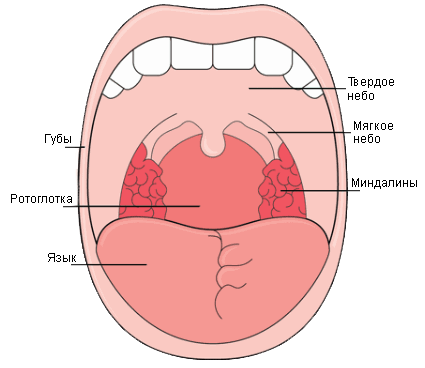 Твердое
небо
Мягкое
небо
Губы
Миндалины
Ротоглотка
Язык